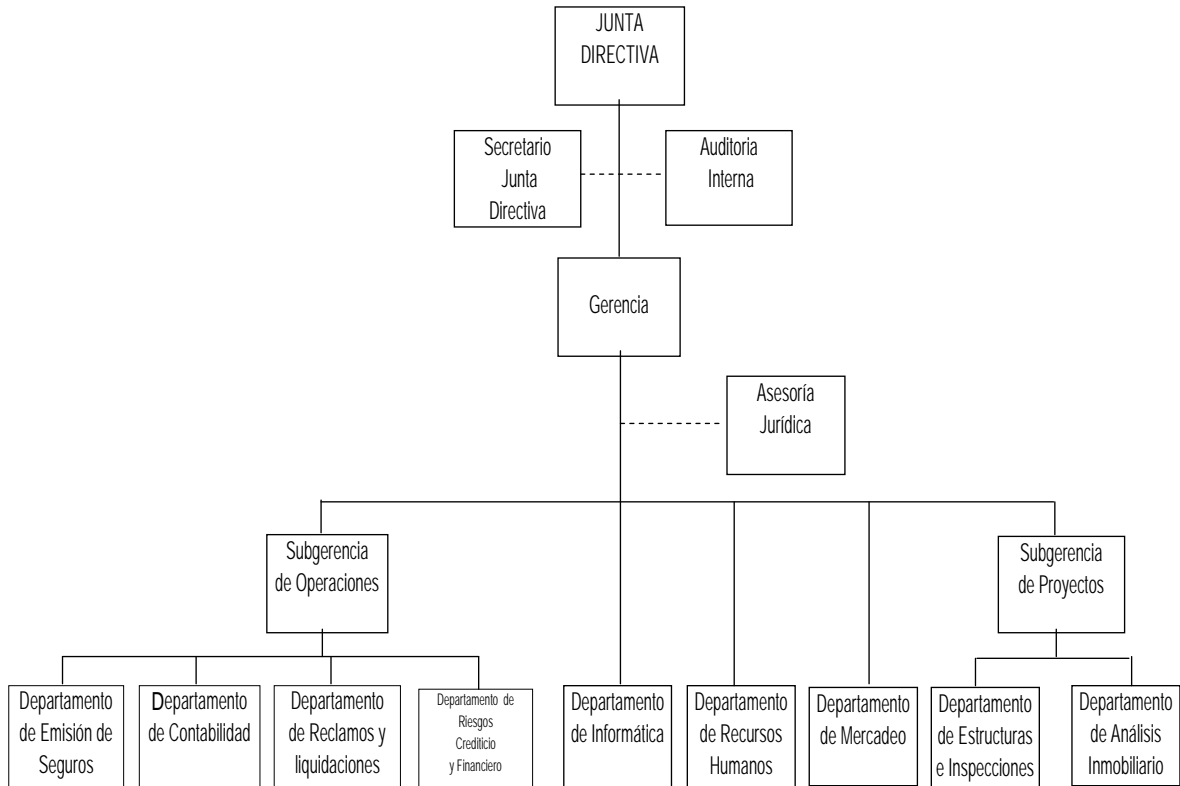 JUNTA
DIRECTIVA
Secretario
Junta
Directiva
Auditoria
Interna
Gerencia
Asesoría
Jurídica
Subgerencia
de Operaciones
Subgerencia
de Proyectos
Departamento
de Emisión de
Seguros
Departamento
de Contabilidad
Departamento
de Reclamos y
liquidaciones
Departamento de
Riesgos
Crediticio
y Financiero
Departamento
de Informática
Departamento
de Recursos
Humanos
Departamento
de Mercadeo
Departamento
de Estructuras
e Inspecciones
Departamento
de Análisis
Inmobiliario